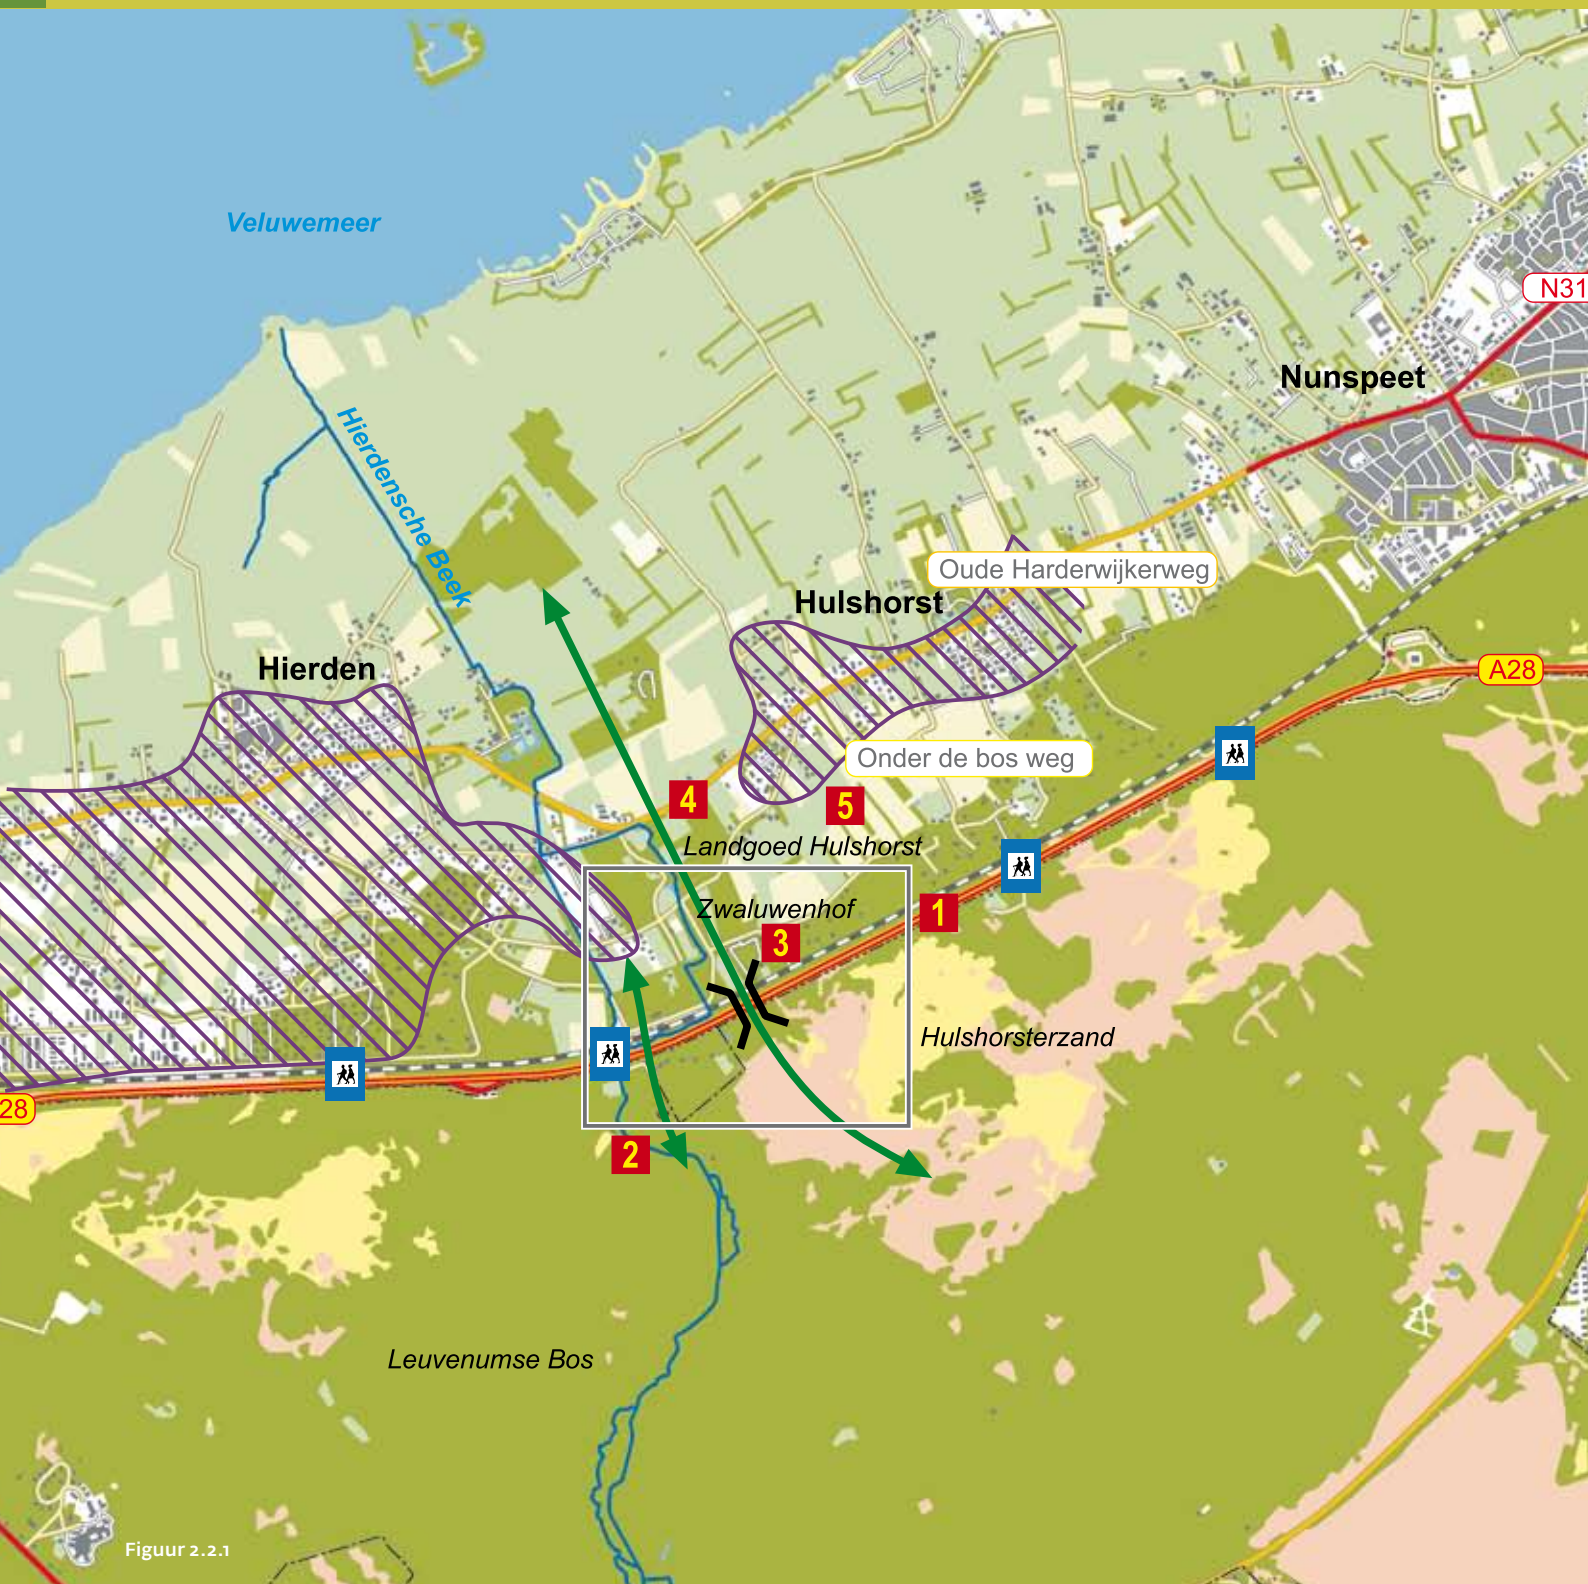 Veluwemeer
N31
Nunspeet
Hierdensche Beek
Oude Harderwijkerweg
Hulshorst
Hierden
A28
Onder de bos weg
4
5
Landgoed Hulshorst
Zwaluwenhof
1
3
Hulshorsterzand
28
2
Leuvenumse Bos
Figuur 2.2.1